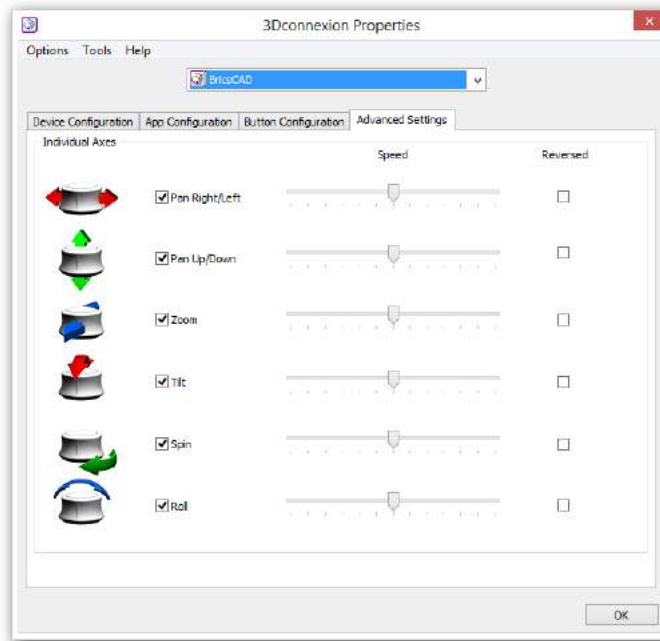 3Dconnexion Properties
x
Options Tools Help
BricsCAD
Device Configuration App Configuration Button Configuration Advanced Settings
Individual Axes
Speed Reversed
Pan Right/Left
Pan Up/Down
Zoom
Tilt
Spin
Roll
OK